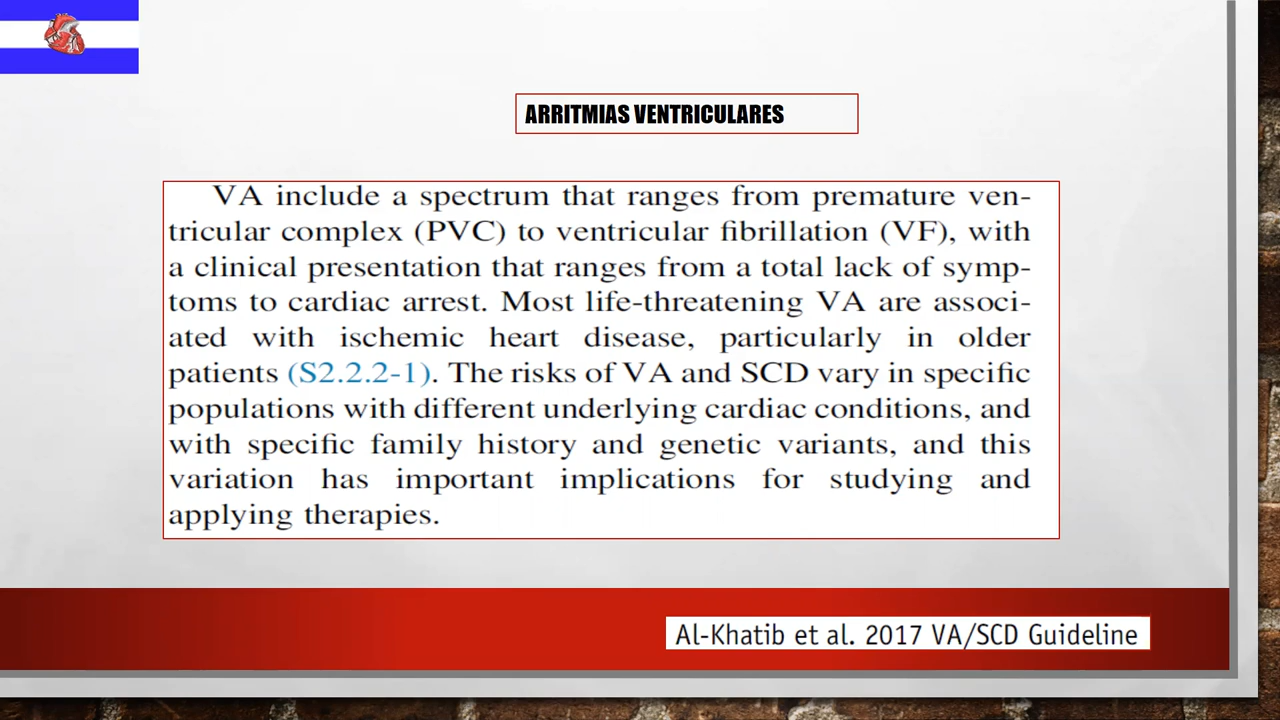 ARRITMIAS VENTRICULARES
VA include a spectrum that ranges from premature ven-
tricular complex (PVC) to ventricular fibrillation (VF), with
a clinical presentation that ranges from a total lack of symp-
toms to cardiac arrest. Most life-threatening VA are associ-
ated with ischemic heart disease, particularly in older
patients (S2.2.2-1). The risks of VA and SCD vary in specific
populations with different underlying cardiac conditions, and
with specific family history and genetic variants, and this
variation has important implications for studying and
applying therapies.
Al-Khatib et al. 2017 VA/SCD Guideline